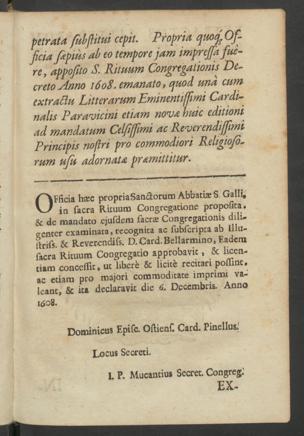 petrata substitui cepit. Propria quoq; Of-
ficia sæpiùs ab eo tempore jam impressa fuê-
re, apposito S. Rituum Congregationis De-
creto Anno 1608. emanato, quod unà cum
extractu Litterarum Eminentissimi Cardi-
nalis Paravicini etiam novæ huic editioni
ad mandatum Celsissimi ac Reverendissimi
Principis nostri pro commodiori Religioso-
rum usu adornatæ præmittitur.
OFficia hæc propria Sanctorum Abbatiæ S. Galli,
in sacra Rituum Congregatione proposita,
& de mandato ejusdem sacræ Congregationis dili-
genter examinata, recognita ac subscripta ab Illu-
striss. & Reverendiss. D. Card. Bellarmino, Eadem
sacra Rituum Congregatio approbavit, & licen-
tiam concessit, ut liberè & licitè recitari possint,
ac etiam pro majori commoditate imprimi va-
leant, & ita declaravit die 6. Decembris. Anno
1608.
Dominicus Episc. Ostiens. Card. Pinellus.
Locus Secreti.
I. P. Mucantius Secret. Congreg.
EX-